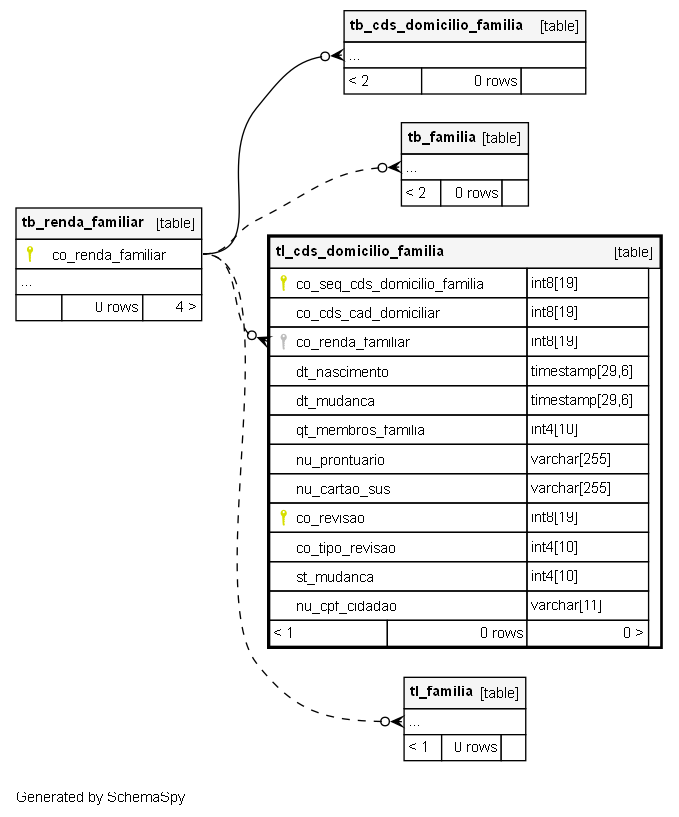 tb_cds_domicilio_familia [table]
...
< 2 0 rows
tb_familia [table]
...
< 2 0 rows
tb_renda_familiar [table]
co_renda_familiar
...
0 rows 4 >
tl_cds_domicilio_familia [table]
co_seq_cds_domicilio_familia int8[19]
co_cds_cad_domiciliar int8[19]
co_renda_familiar int8[19]
dt_nascimento timestamp[29,6]
dt_mudanca timestamp[29,6]
qt_membros_familia int4[10]
nu_prontuario varchar[255]
nu_cartao_sus varchar[255]
co_revisao int8[19]
co_tipo_revisao int4[10]
st_mudanca int4[10]
nu_cpf_cidadao varchar[11]
< 1 0 rows 0 >
tl_familia [table]
...
< 1 0 rows
Generated by SchemaSpy